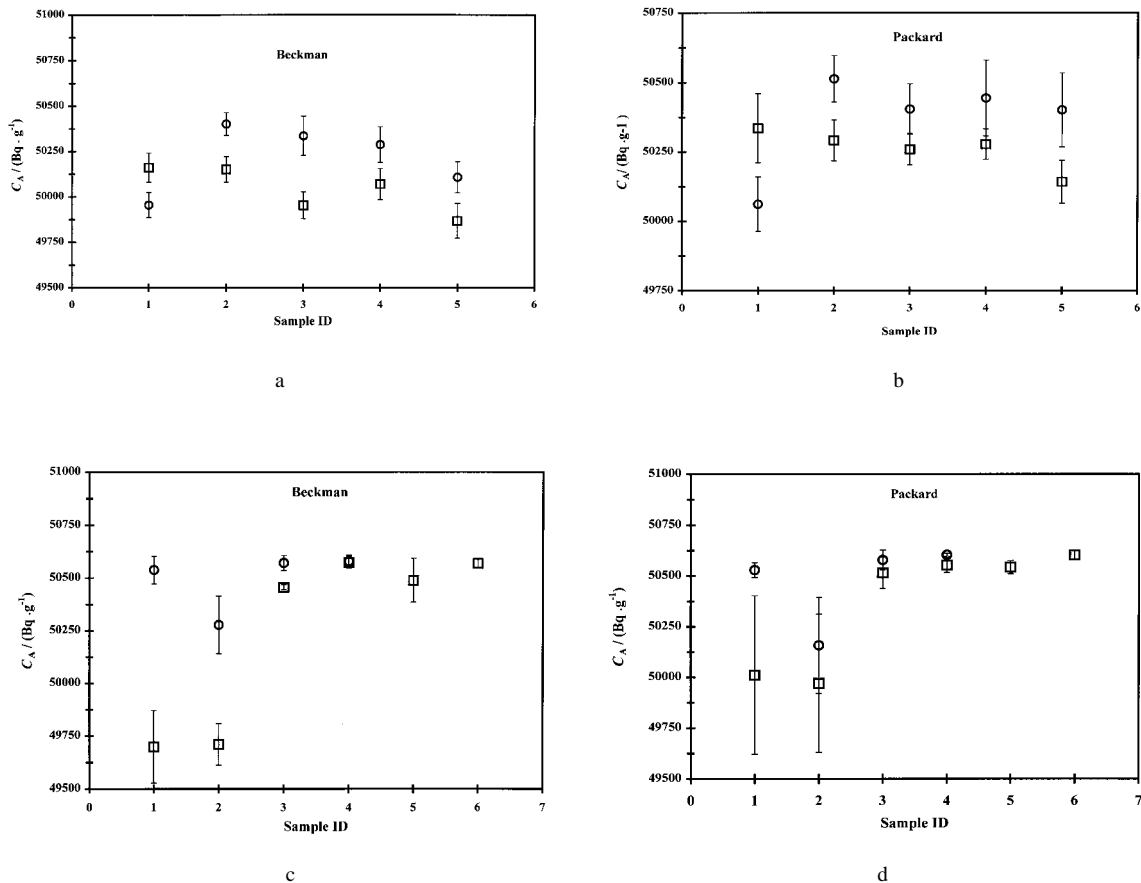 Beckman
C_A / (Bq · g⁻¹)
51000
50750
50500
50250
50000
49750
49500
0 1 2 3 4 5 6
Sample ID
a
Packard
C_A/ (Bq·g-1 )
50750
50500
50250
50000
49750
0 1 2 3 4 5 6
Sample ID
b
Beckman
C_A / (Bq ·g⁻¹)
51000
50750
50500
50250
50000
49750
49500
0 1 2 3 4 5 6 7
Sample ID
c
Packard
C_A / (Bq ·g⁻¹)
51000
50750
50500
50250
50000
49750
49500
0 1 2 3 4 5 6 7
Sample ID
d